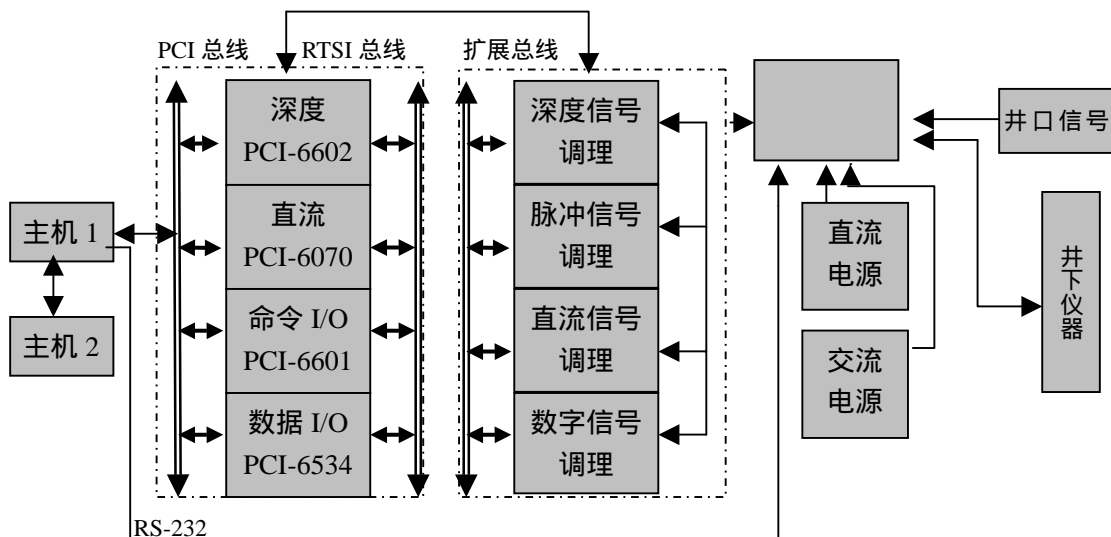 PCI 总线
RTSI 总线
扩展总线
深度
PCI-6602
直流
PCI-6070
命令 I/O
PCI-6601
数据 I/O
PCI-6534
深度信号
调理
脉冲信号
调理
直流信号
调理
数字信号
调理
主机 1
主机 2
井口信号
直流
电源
交流
电源
井下仪器
RS-232